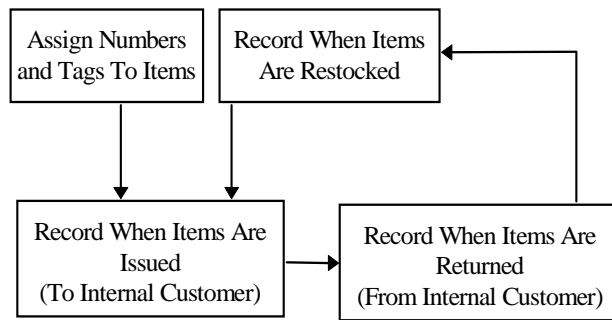 Assign Numbers
and Tags To Items
Record When Items
Are Restocked
Record When Items Are
Issued
(To Internal Customer)
Record When Items Are
Returned
(From Internal Customer)